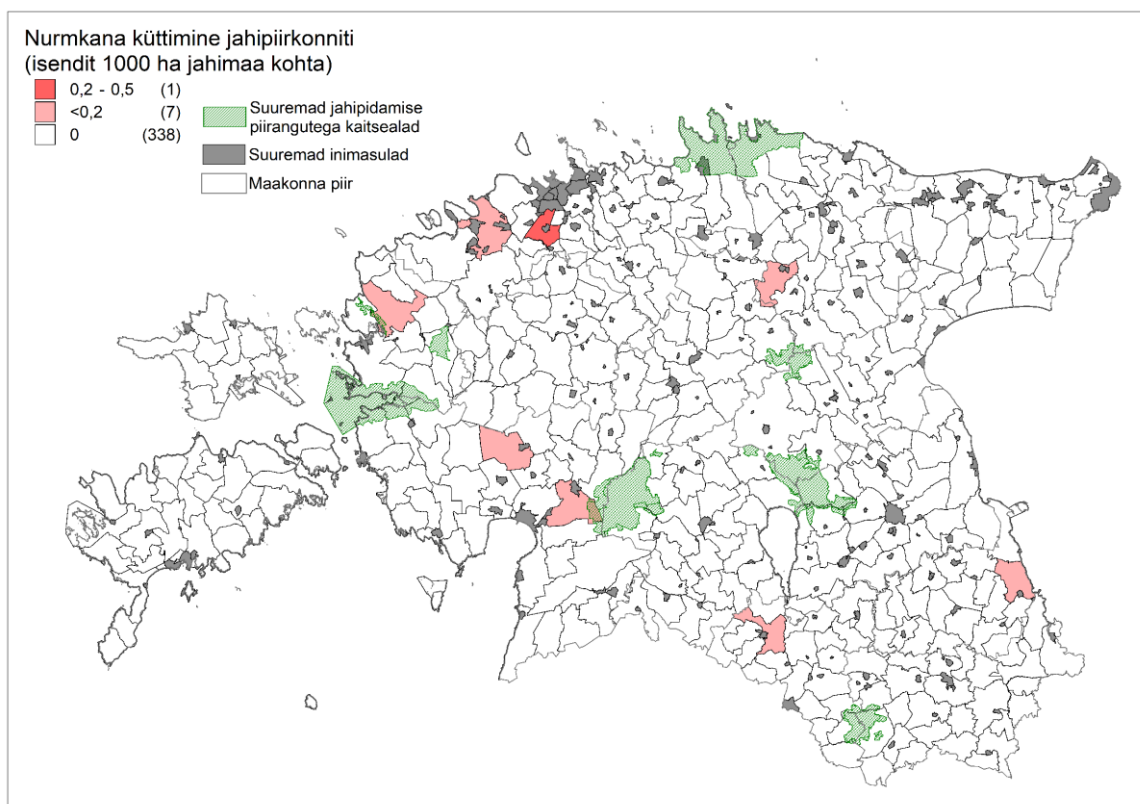 Nurmkana küttimine jahipiirkonniti
(isendit 1000 ha jahimaa kohta)
0,2 - 0,5 (1)
<0,2 (7)
0 (338)
Suuremad jahipidamise
piirangutega kaitsealad
Suuremad inimasulad
Maakonna piir